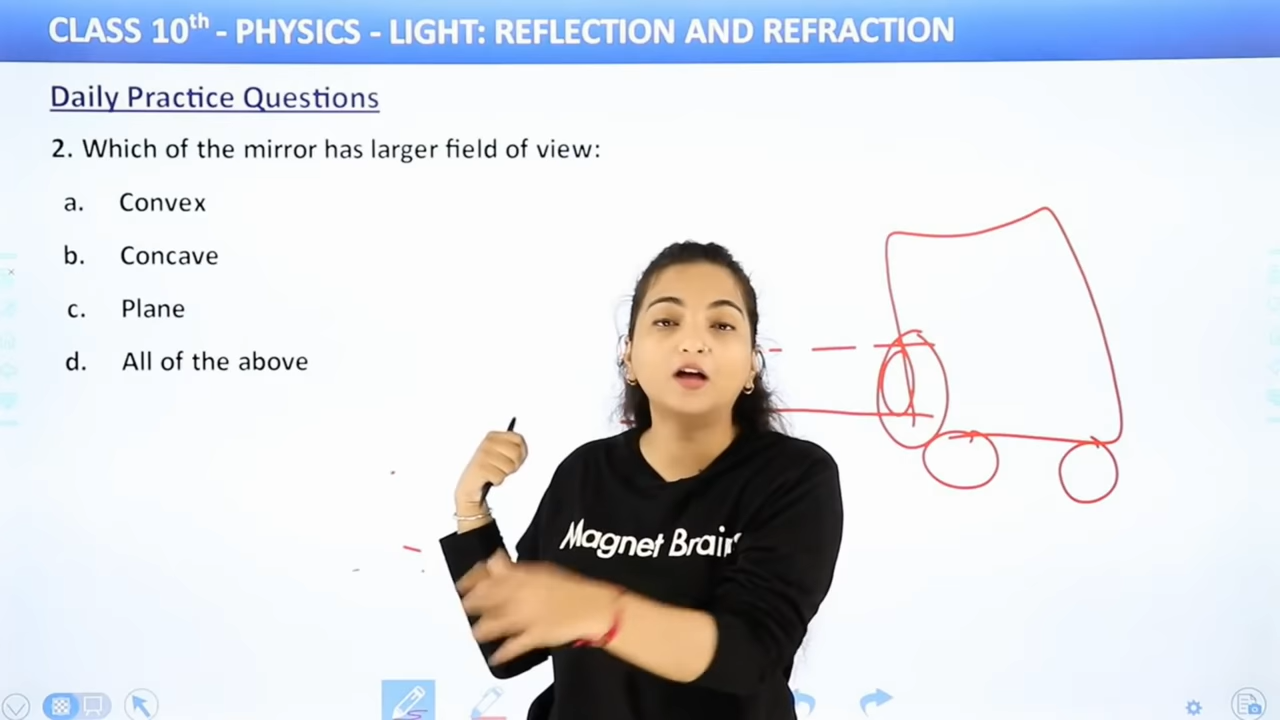 CLASS 10th - PHYSICS - LIGHT: REFLECTION AND REFRACTION
Daily Practice Questions
2. Which of the mirror has larger field of view:
a. Convex
b. Concave
c. Plane
d. All of the above
Magnet Brain